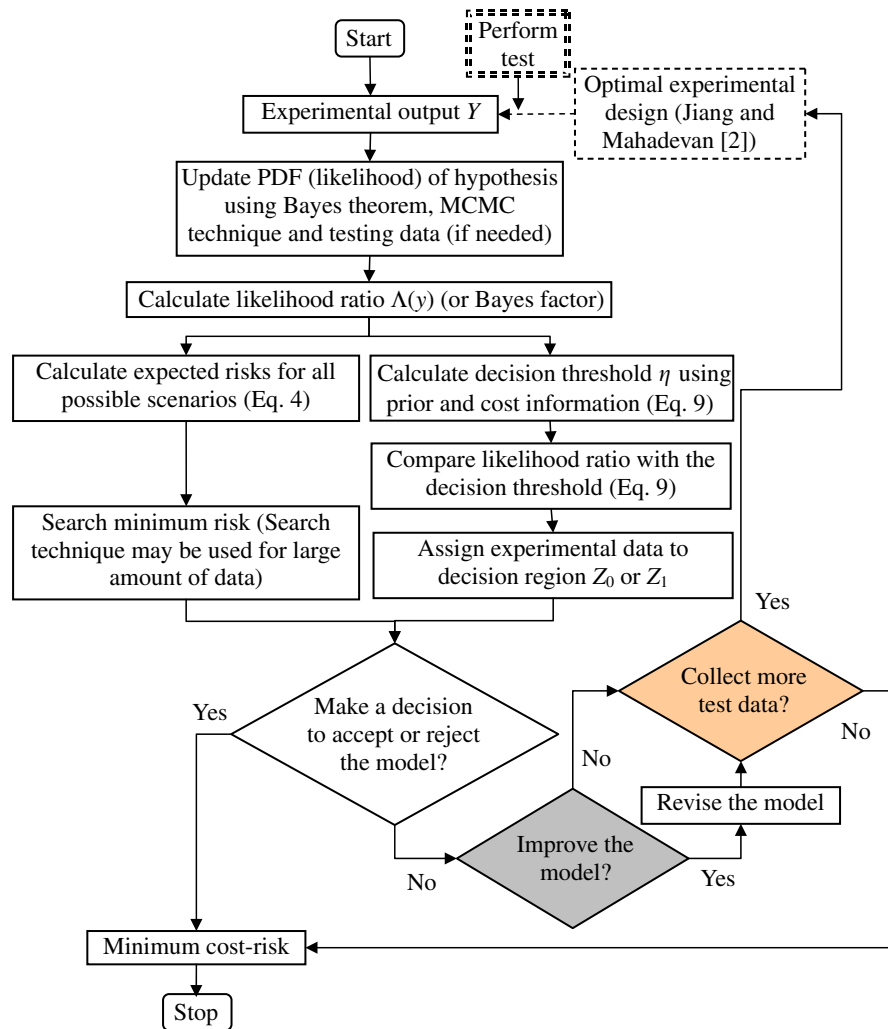 Start
Perform
test
Optimal experimental
design (Jiang and
Mahadevan [2])
Experimental output Y
Update PDF (likelihood) of hypothesis
using Bayes theorem, MCMC
technique and testing data (if needed)
Calculate likelihood ratio Λ(y) (or Bayes factor)
Calculate expected risks for all
possible scenarios (Eq. 4)
Calculate decision threshold η using
prior and cost information (Eq. 9)
Compare likelihood ratio with the
decision threshold (Eq. 9)
Search minimum risk (Search
technique may be used for large
amount of data)
Assign experimental data to
decision region Z₀ or Z₁
Yes
Collect more
test data?
No
Yes
Make a decision
to accept or reject
the model?
No
Revise the model
Improve the
model?
No
Yes
Minimum cost-risk
Stop